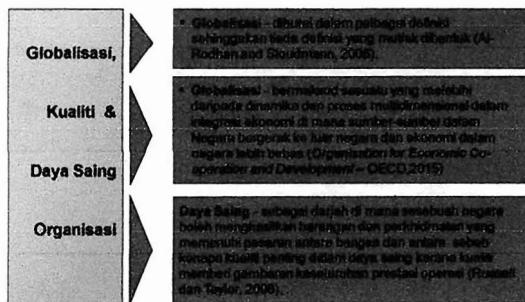 Globalisasi,
Kualiti &
Daya Saing
Organisasi
• Globalisasi - dihurai dalam pelbagai definisi
sehinggakan tiada definisi yang mutlak dibentuk (Al-
Rodhan and Stoudmann, 2006).
• Globalisasi - bermaksud sesuatu yang melebihi
daripada dinamika dan proses multidimensional dalam
integrasi ekonomi di mana sumber-sumber dalam
Negara bergerak ke luar negara dan ekonomi dalam
negara lebih bebas (Organisation for Economic Co-
operation and Development – OECD,2015)
Daya Saing - sebagai darjah di mana sesebuah negara
boleh menghasilkan barangan dan perkhidmatan yang
memenuhi pasaran antara bangsa dan antara sebab
kenapa kualiti penting dalam daya saing kerana kualiti
memberi gambaran keseluruhan prestasi operasi (Russell
dan Taylor, 2006).